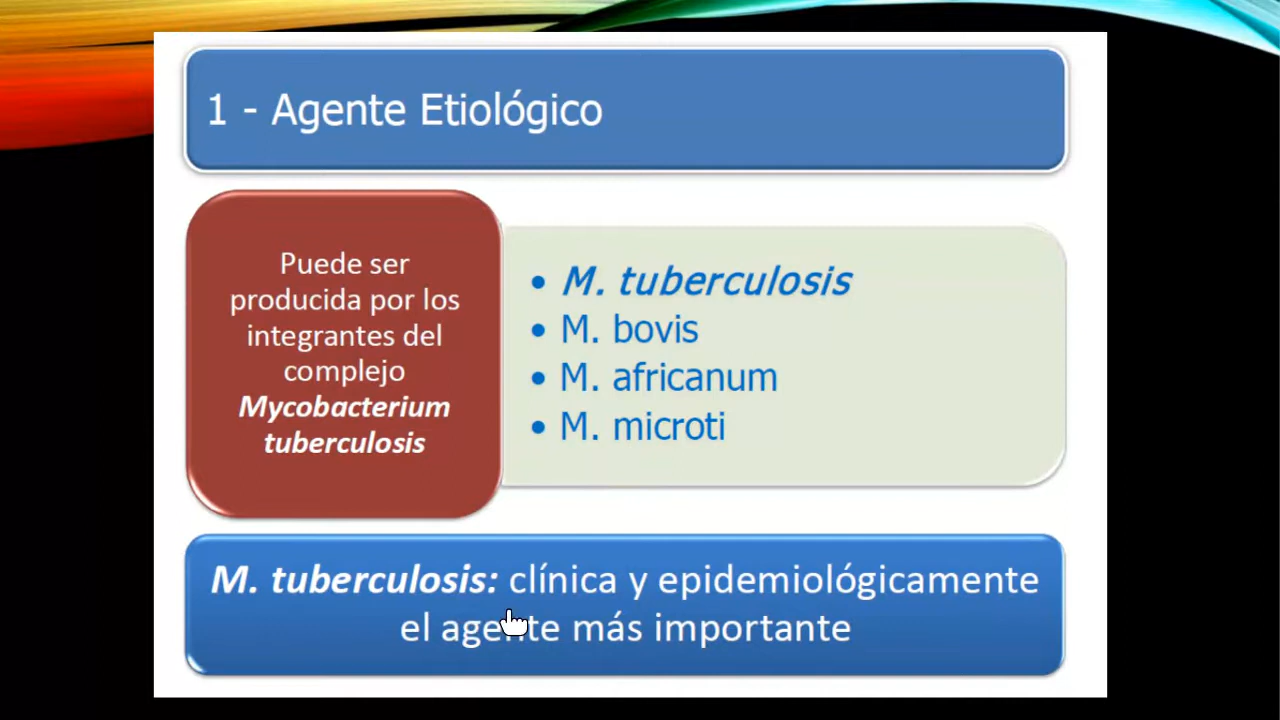 1 - Agente Etiológico
Puede ser
producida por los
integrantes del
complejo
Mycobacterium
tuberculosis
• M. tuberculosis
• M. bovis
• M. africanum
• M. microti
M. tuberculosis: clínica y epidemiológicamente
el agente más importante